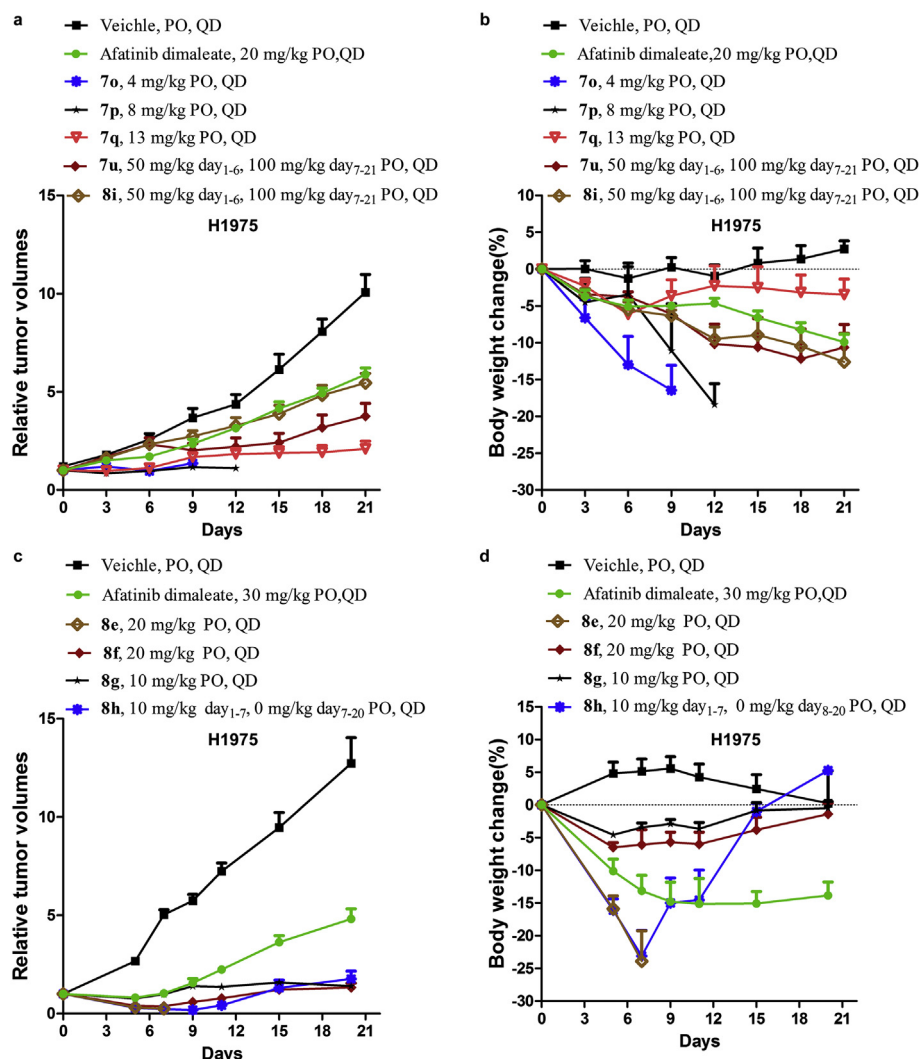 a
Veichle, PO, QD
Afatinib dimaleate, 20 mg/kg PO,QD
7o, 4 mg/kg PO, QD
7p, 8 mg/kg PO, QD
7q, 13 mg/kg PO, QD
7u, 50 mg/kg day1-6, 100 mg/kg day7-21 PO, QD
8i, 50 mg/kg day1-6, 100 mg/kg day7-21 PO, QD
H1975
Relative tumor volumes
15
10
5
0
0 3 6 9 12 15 18 21
Days
b
Veichle, PO, QD
Afatinib dimaleate,20 mg/kg PO,QD
7o, 4 mg/kg PO, QD
7p, 8 mg/kg PO, QD
7q, 13 mg/kg PO, QD
7u, 50 mg/kg day1-6, 100 mg/kg day7-21 PO, QD
8i, 50 mg/kg day1-6, 100 mg/kg day7-21 PO, QD
H1975
Body weight change(%)
10
5
0
-5
-10
-15
-20
-25
-30
0 3 6 9 12 15 18 21
Days
c
Veichle, PO, QD
Afatinib dimaleate, 30 mg/kg PO,QD
8e, 20 mg/kg PO, QD
8f, 20 mg/kg PO, QD
8g, 10 mg/kg PO, QD
8h, 10 mg/kg day1-7, 0 mg/kg day7-20 PO, QD
H1975
Relative tumor volumes
15
10
5
0
0 3 6 9 12 15 18 21
Days
d
Veichle, PO, QD
Afatinib dimaleate, 30 mg/kg PO,QD
8e, 20 mg/kg PO, QD
8f, 20 mg/kg PO, QD
8g, 10 mg/kg PO, QD
8h, 10 mg/kg day1-7, 0 mg/kg day8-20 PO, QD
H1975
Body weight change(%)
15
10
5
0
-5
-10
-15
-20
-25
-30
0 3 6 9 12 15 18 21
Days